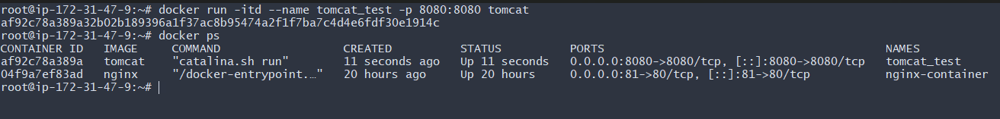 root@ip-172-31-47-9:~# docker run -itd --name tomcat_test -p 8080:8080 tomcat
af92c78a389a32b02b189396a1f37ac8b95474a2f1f7ba7c4d4e6fdf30e1914c
root@ip-172-31-47-9:~# docker ps
CONTAINER ID   IMAGE     COMMAND                  CREATED          STATUS          PORTS                                         NAMES
af92c78a389a   tomcat    "catalina.sh run"        11 seconds ago   Up 11 seconds   0.0.0.0:8080->8080/tcp, [::]:8080->8080/tcp   tomcat_test
04f9a7ef83ad   nginx     "/docker-entrypoint.…"   20 hours ago     Up 20 hours     0.0.0.0:81->80/tcp, [::]:81->80/tcp           nginx-container
root@ip-172-31-47-9:~#